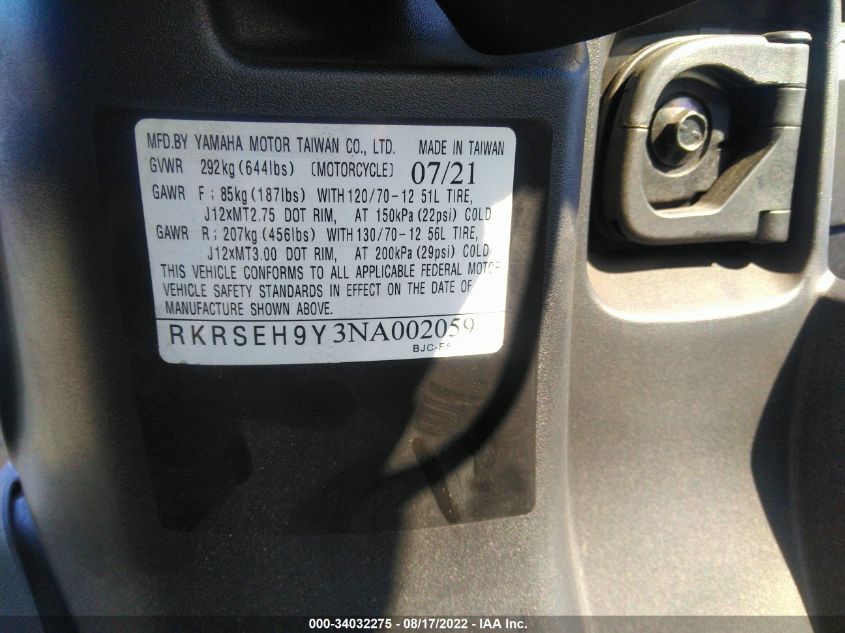 MFD.BY YAMAHA MOTOR TAIWAN CO., LTD. MADE IN TAIWAN
GVWR 292kg(644lbs) (MOTORCYCLE) 07/21
GAWR F: 85kg(187lbs) WITH 120/70-12 51L TIRE,
J12xMT2.75 DOT RIM, AT 150kPa(22psi) COLD
GAWR R: 207kg(456lbs) WITH 130/70-12 56L TIRE,
J12xMT3.00 DOT RIM, AT 200kPa(29psi) COLD
THIS VEHICLE CONFORMS TO ALL APPLICABLE FEDERAL MOTOR
VEHICLE SAFETY STANDARDS IN EFFECT ON THE DATE OF
MANUFACTURE SHOWN ABOVE.
RKRSEH9Y3NA002059
000-34032275 - 08/17/2022 - IAA Inc.